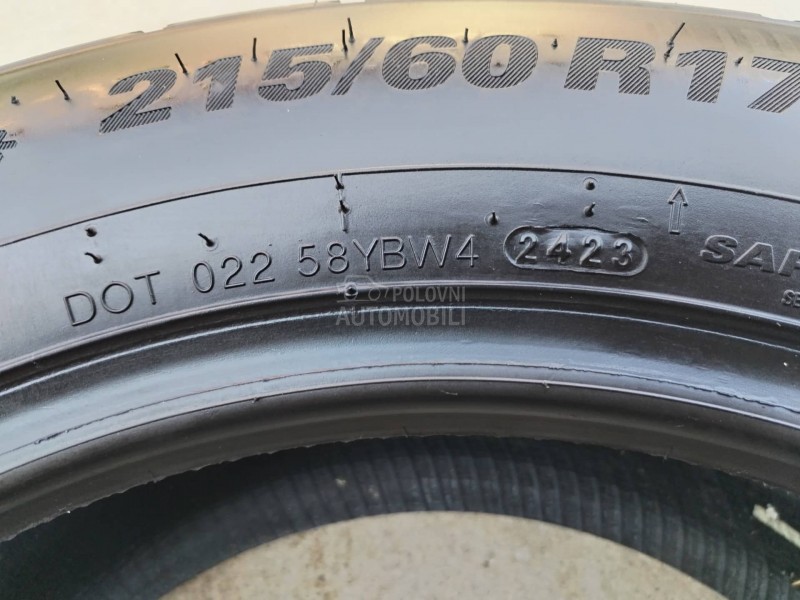 215/60 R17
DOT 022 58YBW4 2423
POLOVNI
AUTOMOBILI